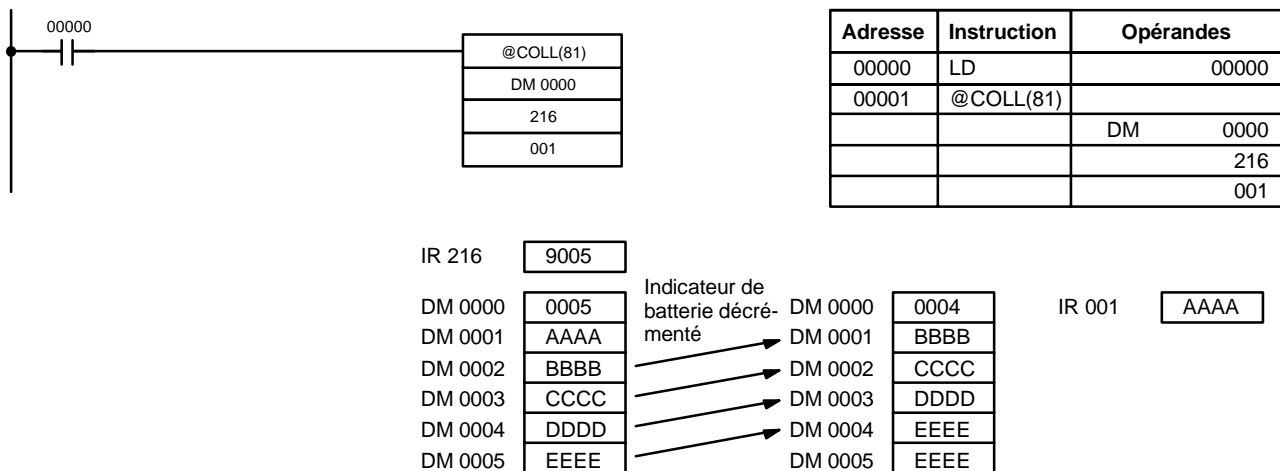 00000
@COLL(81)
DM 0000
216
001
Adresse Instruction Opérandes
00000 LD 00000
00001 @COLL(81)
DM 0000
216
001
IR 216 9005
Indicateur de
batterie décré-
menté
DM 0000 0005 DM 0000 0004 IR 001 AAAA
DM 0001 AAAA DM 0001 BBBB
DM 0002 BBBB DM 0002 CCCC
DM 0003 CCCC DM 0003 DDDD
DM 0004 DDDD DM 0004 EEEE
DM 0005 EEEE DM 0005 EEEE